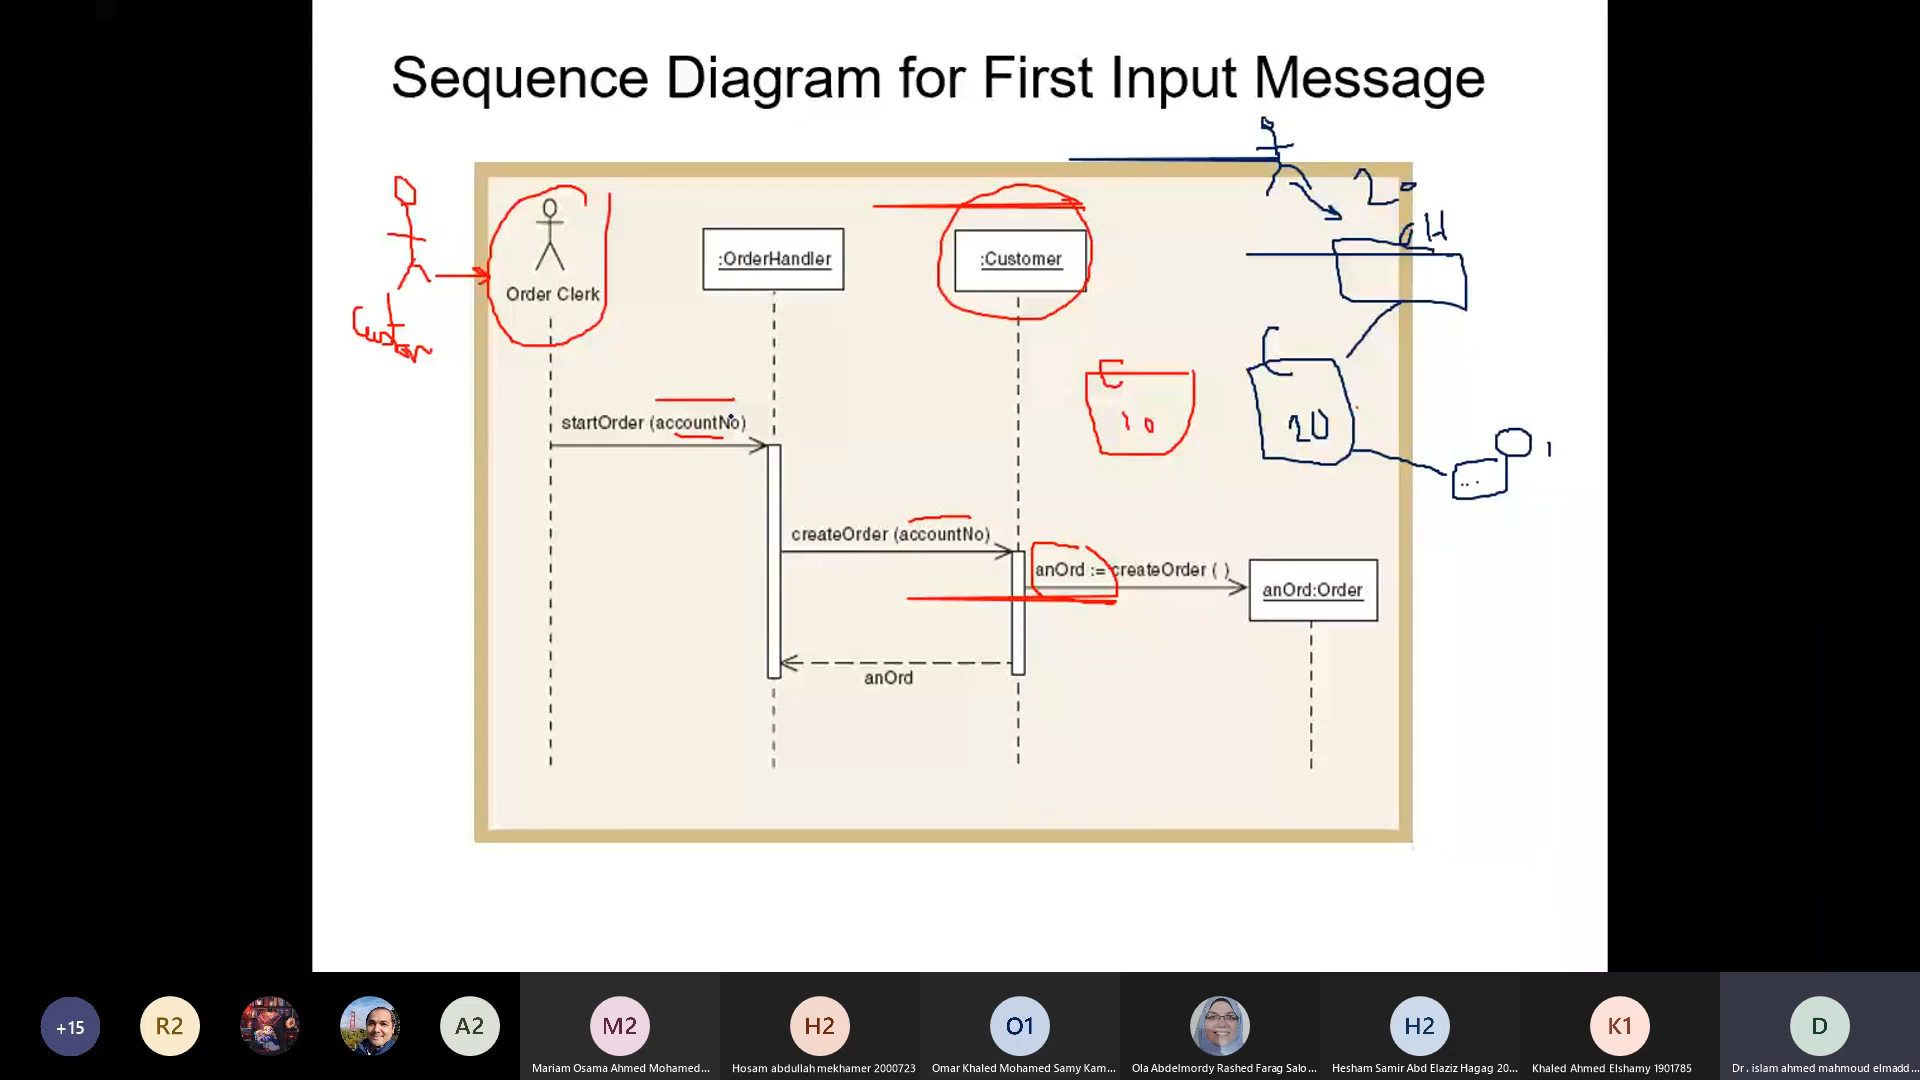 Sequence Diagram for First Input Message
2.
OH
:OrderHandler
:Customer
Order Clerk
C
C
10
20
startOrder (accountNo)
createOrder (accountNo)
anOrd := createOrder ( )
anOrd:Order
anOrd
+15
R2
A2
M2
H2
O1
H2
K1
D
Mariam Osama Ahmed Mohamed...
Hosam abdullah mekhamer 2000723
Omar Khaled Mohamed Samy Kam...
Ola Abdelmordy Rashed Farag Salo...
Hesham Samir Abd Elaziz Hagag 20...
Khaled Ahmed Elshamy 1901785
Dr . islam ahmed mahmoud elmadd...